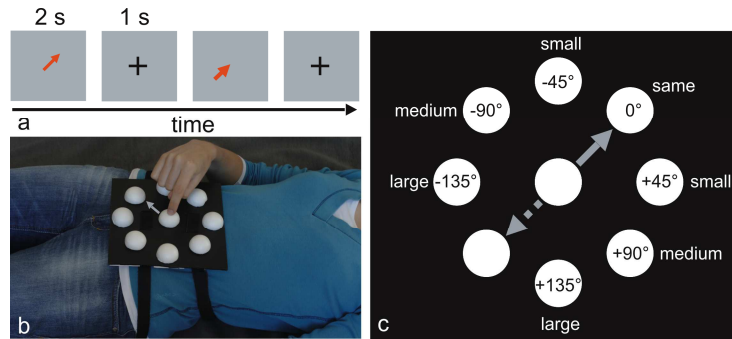 2 s 1 s
+ +
a time
b
small
-45°
same
0°
medium -90°
large -135°
+45° small
+90° medium
+135°
large
c